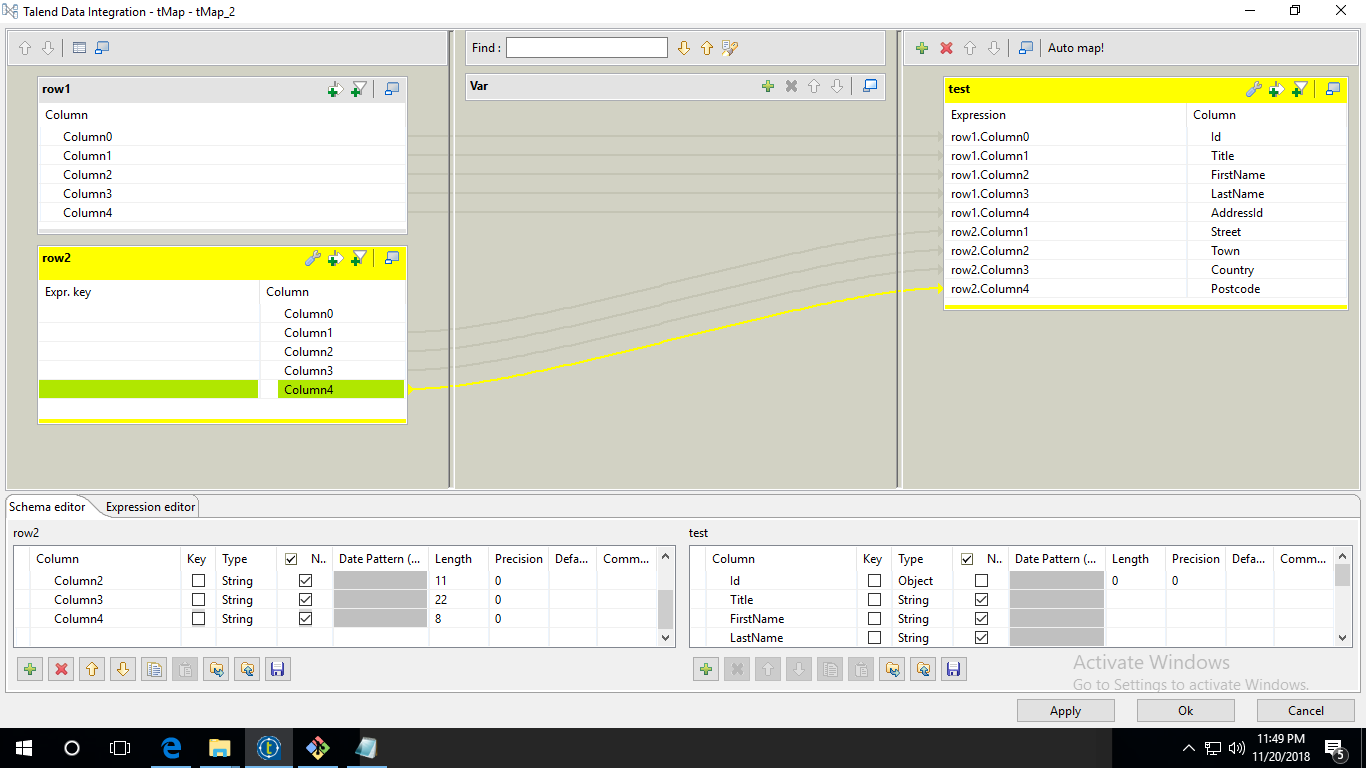 Talend Data Integration - tMap - tMap_2
Find :
Auto map!
row1
Column
Column0
Column1
Column2
Column3
Column4
row2
Expr. key Column
Column0
Column1
Column2
Column3
Column4
Var
test
Expression Column
row1.Column0 Id
row1.Column1 Title
row1.Column2 FirstName
row1.Column3 LastName
row1.Column4 AddressId
row2.Column1 Street
row2.Column2 Town
row2.Column3 Country
row2.Column4 Postcode
Schema editor Expression editor
row2
Column Key Type N.. Date Pattern (... Length Precision Defa... Comm...
Column2 String 11 0
Column3 String 22 0
Column4 String 8 0
test
Column Key Type N.. Date Pattern (... Length Precision Defa... Comm...
Id Object 0 0
Title String
FirstName String
LastName String
Activate Windows
Go to Settings to activate Windows.
Apply Ok Cancel
11:49 PM
11/20/2018
5